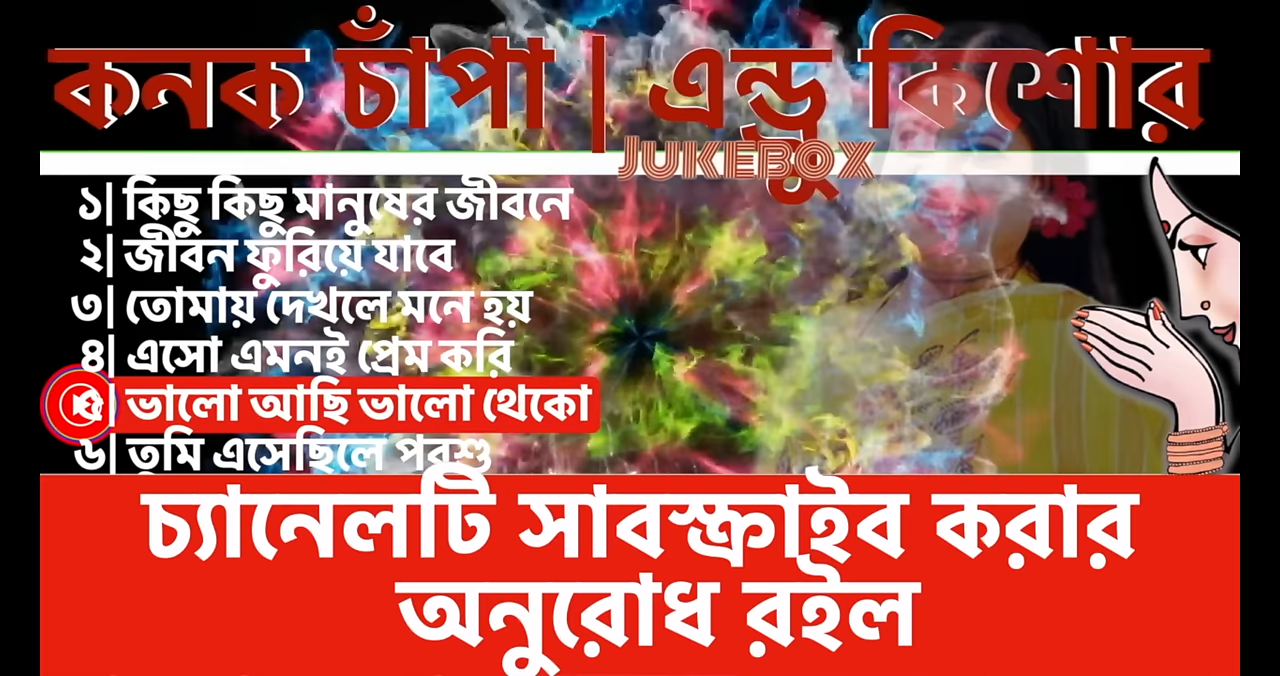 কনক চাঁপা | এন্ড্রু কিশোর
JUKEBOX
১| কিছু কিছু মানুষের জীবনে
২| জীবন ফুরিয়ে যাবে
৩| তোমায় দেখলে মনে হয়
৪| এসো এমনই প্রেম করি
৫| ভালো আছি ভালো থেকো
৬| তুমি এসেছিলে পরশু
চ্যানেলটি সাবস্ক্রাইব করার
অনুরোধ রইল